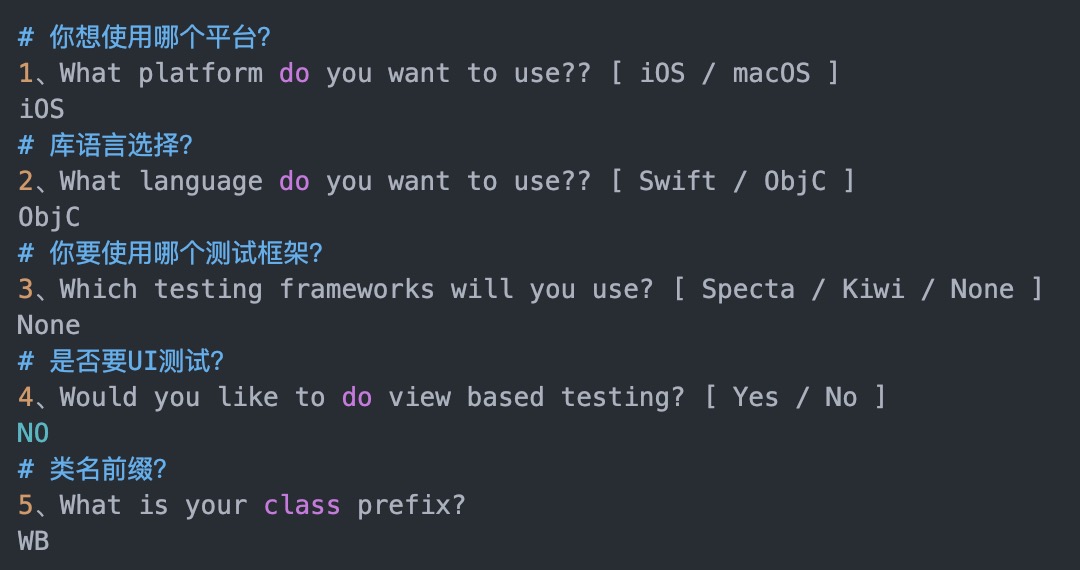 # 你想使用哪个平台?
1、What platform do you want to use?? [ iOS / macOS ]
iOS
# 库语言选择?
2、What language do you want to use?? [ Swift / ObjC ]
ObjC
# 你要使用哪个测试框架?
3、Which testing frameworks will you use? [ Specta / Kiwi / None ]
None
# 是否要UI测试?
4、Would you like to do view based testing? [ Yes / No ]
NO
# 类名前缀?
5、What is your class prefix?
WB